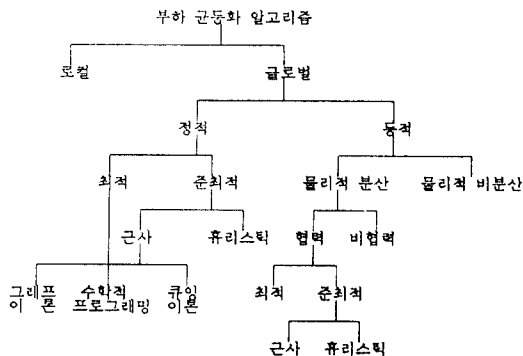 부하 균등화 알고리즘
로컬 글로벌
정적 동적
최적 준최적 물리적 분산 물리적 비분산
근사 휴리스틱 협력 비협력
그래프 수학적 큐잉 최적 준최적
이 론 프로그래밍 이론
근사 휴리스틱